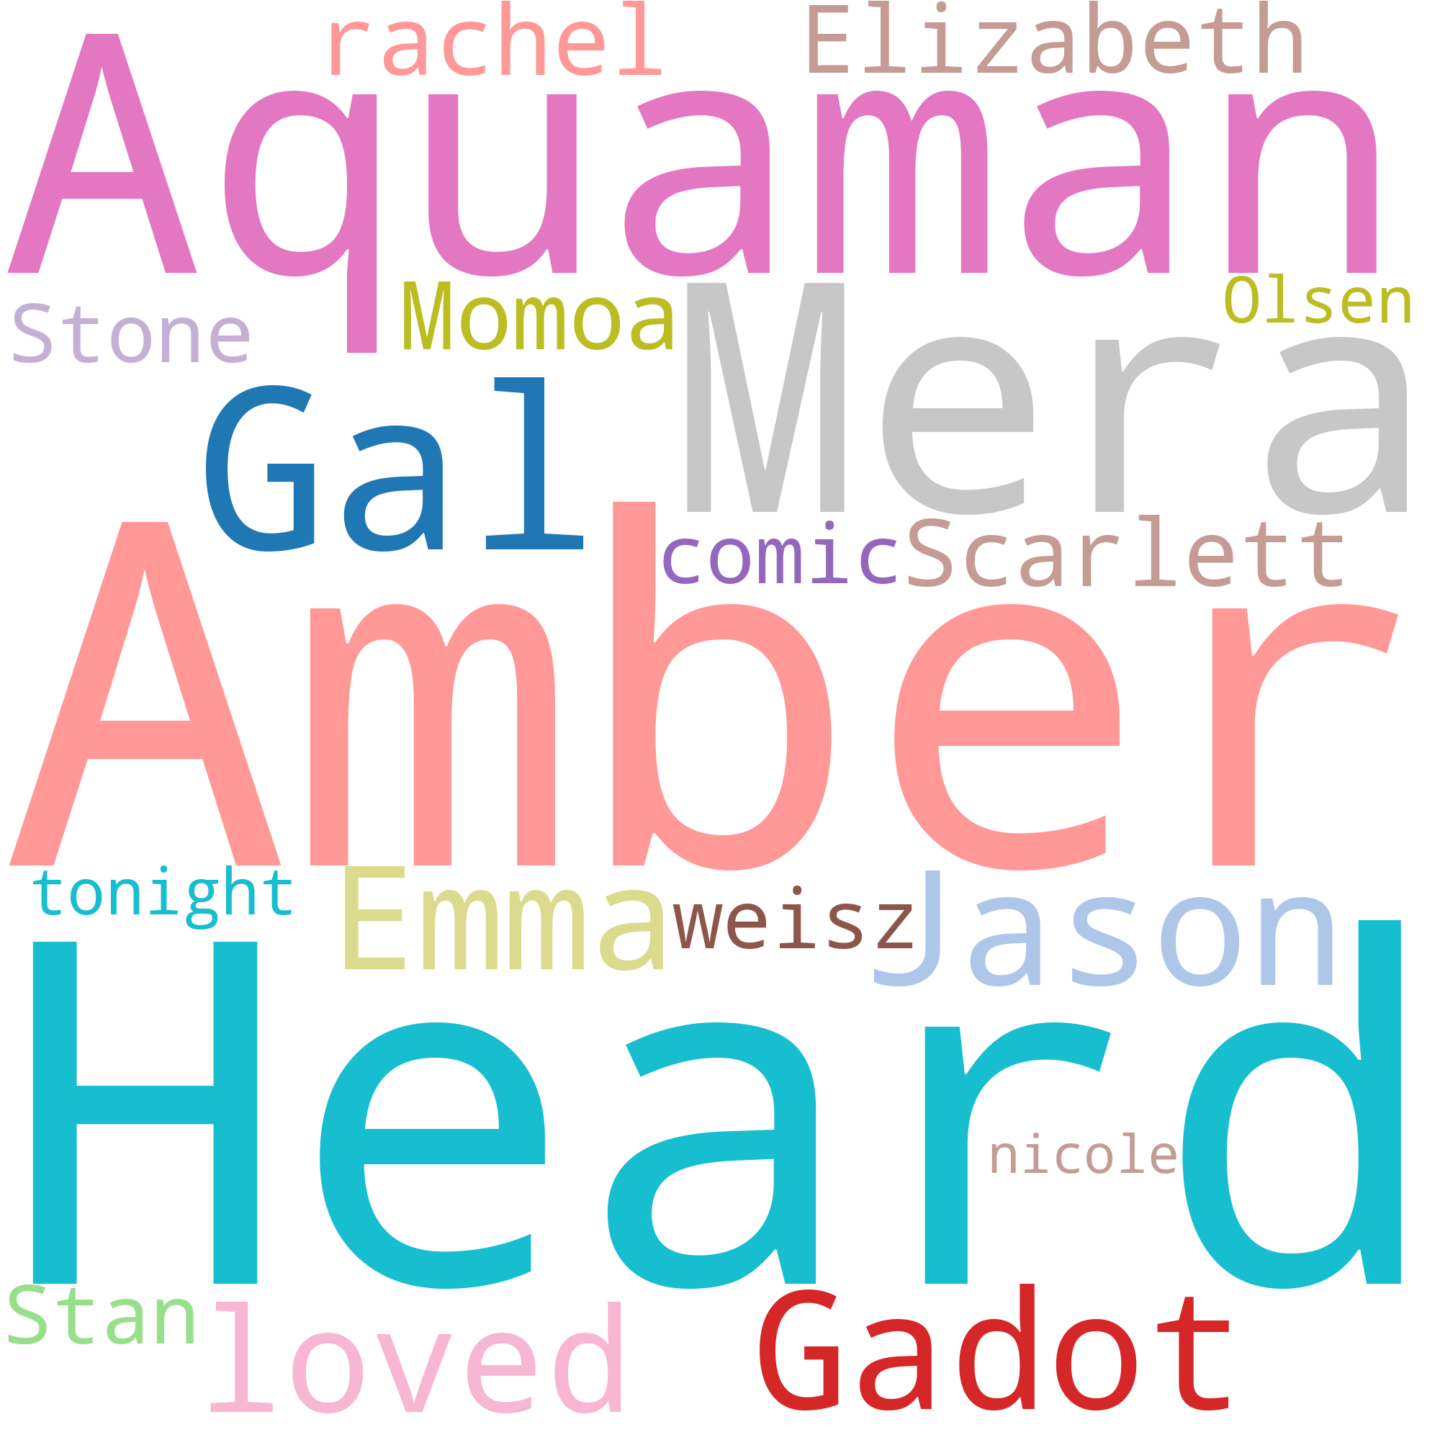 rachel
Elizabeth
Aquaman
Stone
Momoa
Olsen
Mera
Gal
comic
Scarlett
Amber
tonight
Emma
weisz
Jason
Heard
nicole
Stan
loved
Gadot